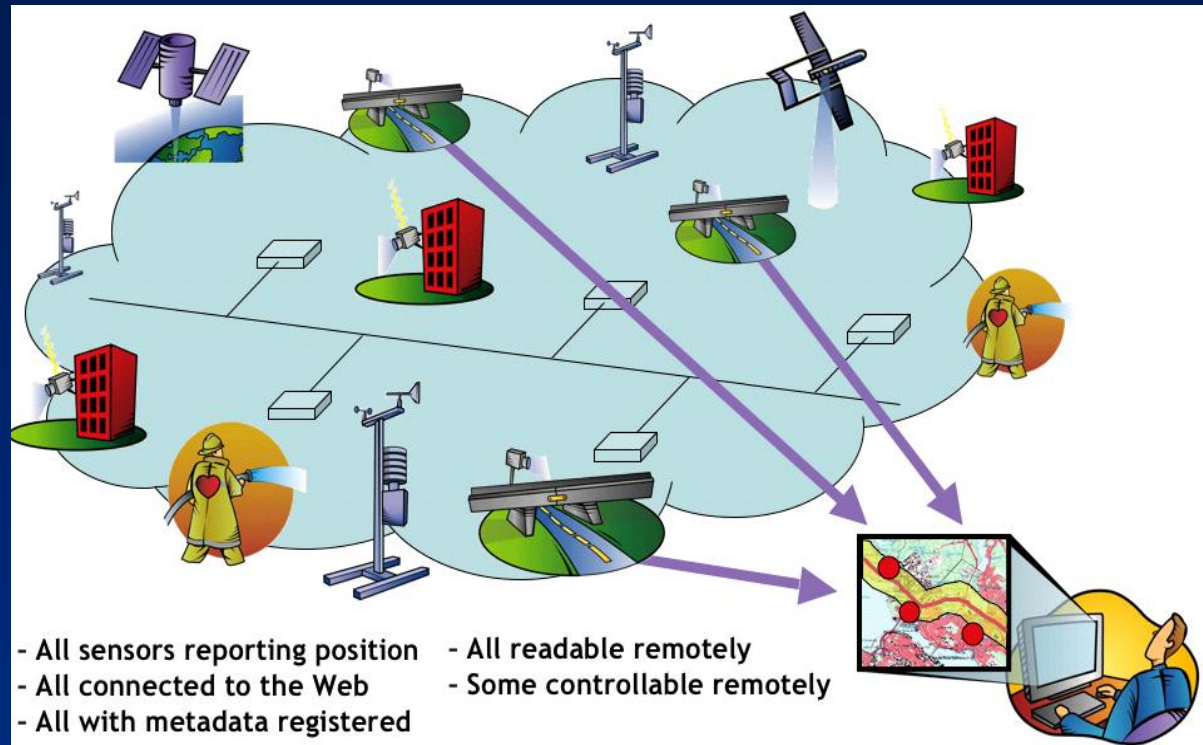 - All sensors reporting position
- All connected to the Web
- All with metadata registered
- All readable remotely
- Some controllable remotely